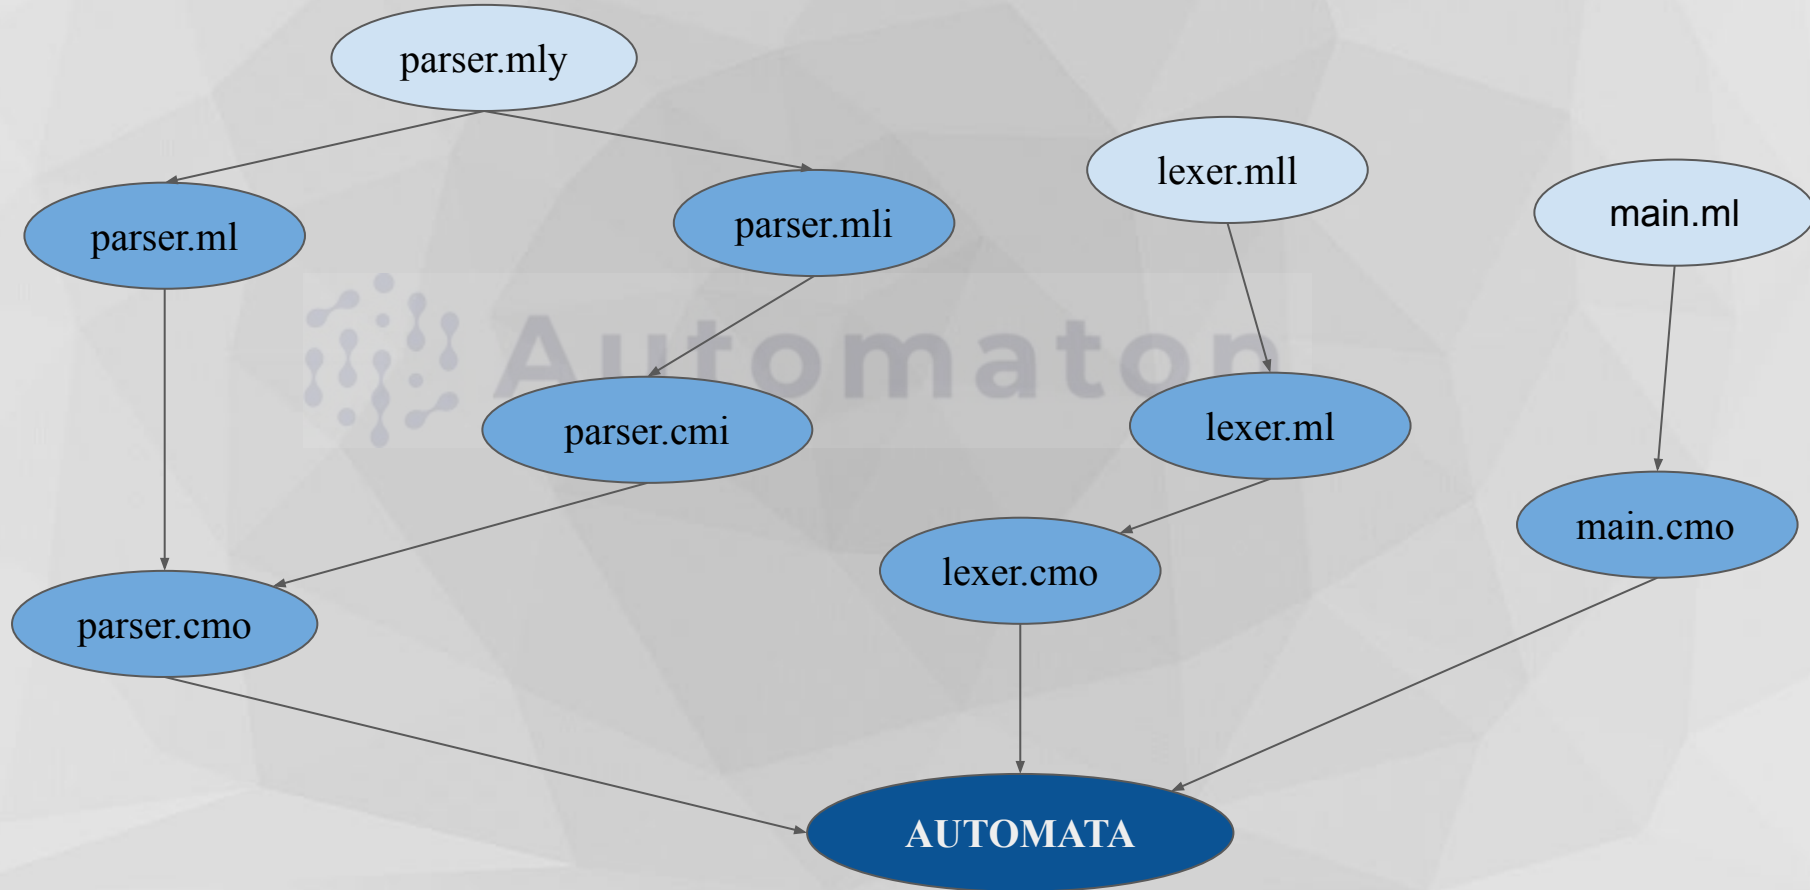 parser.mly
lexer.mll
main.ml
parser.ml
parser.mli
Automaton
parser.cmi
lexer.ml
main.cmo
lexer.cmo
parser.cmo
AUTOMATA